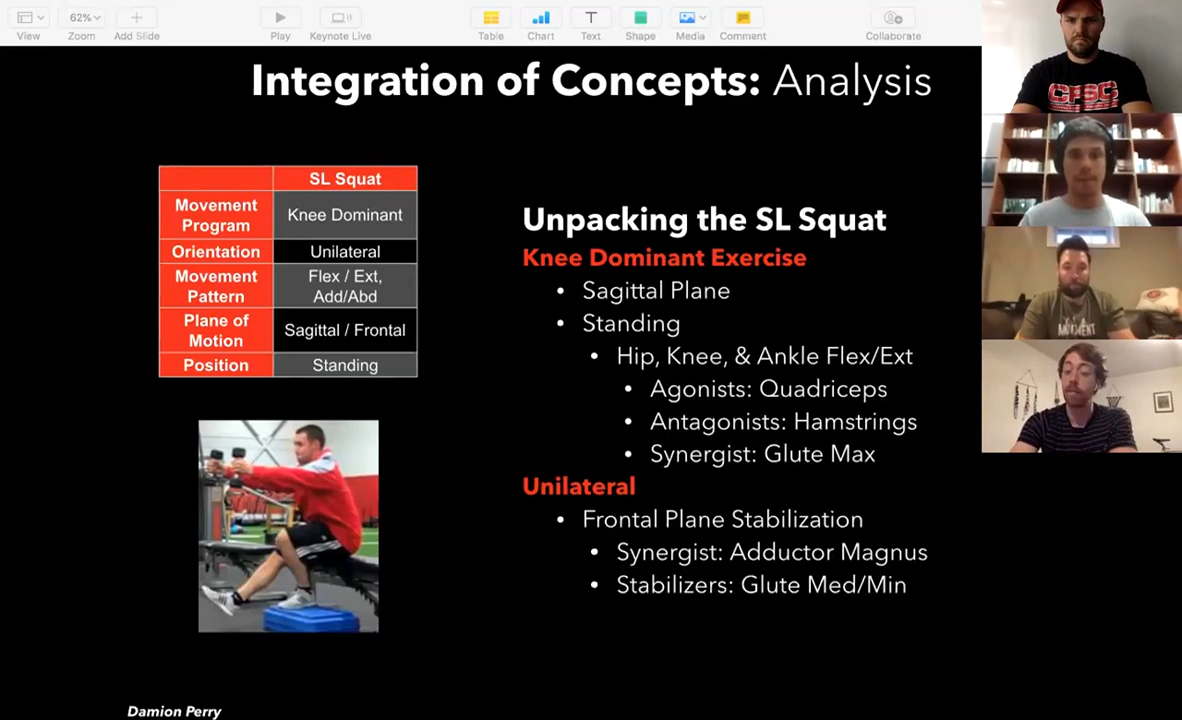 View
62%
Zoom
Add Slide
Play
Keynote Live
Table
Chart
Text
Shape
Media
Comment
Collaborate
Integration of Concepts: Analysis
SL Squat
Movement
Program
Knee Dominant
Orientation
Unilateral
Movement
Pattern
Flex / Ext,
Add/Abd
Plane of
Motion
Sagittal / Frontal
Position
Standing
Unpacking the SL Squat
Knee Dominant Exercise
• Sagittal Plane
• Standing
• Hip, Knee, & Ankle Flex/Ext
• Agonists: Quadriceps
• Antagonists: Hamstrings
• Synergist: Glute Max
Unilateral
• Frontal Plane Stabilization
• Synergist: Adductor Magnus
• Stabilizers: Glute Med/Min
Damion Perry
CFSC